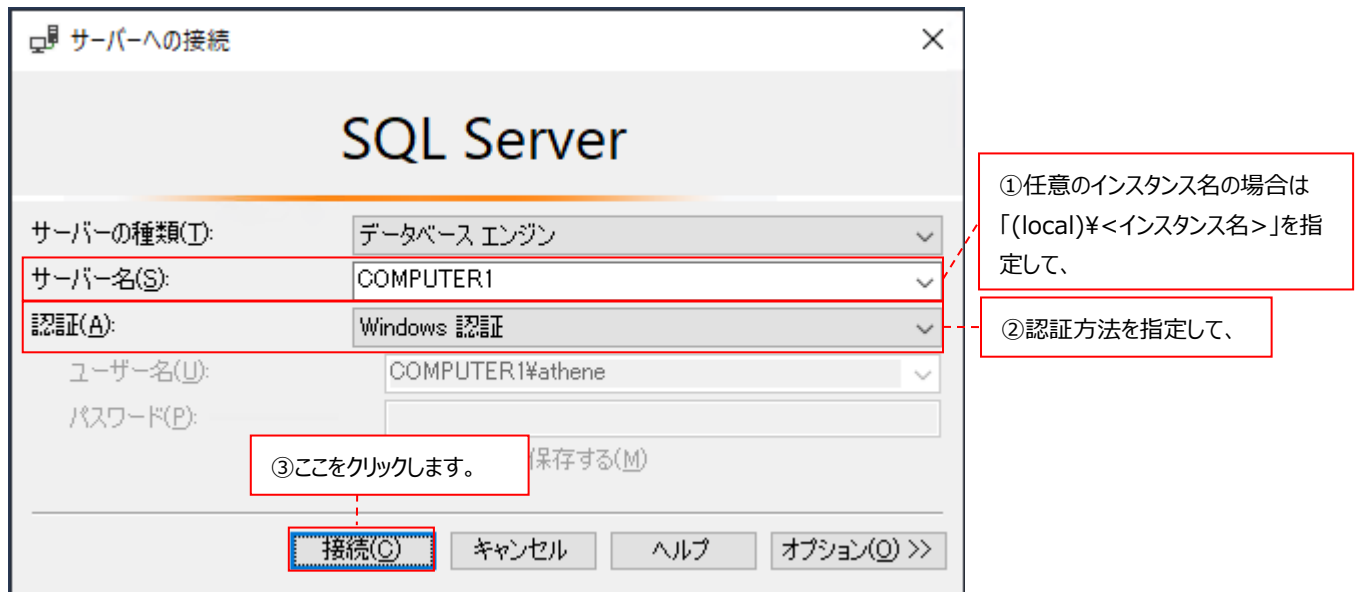 サーバーへの接続
SQL Server
①任意のインスタンス名の場合は
「(local)¥<インスタンス名>」を指
定して、
サーバーの種類(T):
データベース エンジン
サーバー名(S):
COMPUTER1
認証(A):
Windows 認証
②認証方法を指定して、
ユーザー名(U):
COMPUTER1¥athene
パスワード(P):
③ここをクリックします。
保存する(M)
接続(C)
キャンセル
ヘルプ
オプション(O) >>